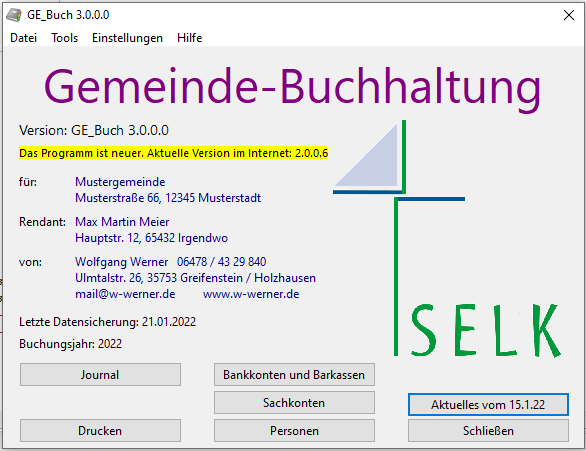 GE_Buch 3.0.0.0
Datei Tools Einstellungen Hilfe
Gemeinde-Buchhaltung
Version: GE_Buch 3.0.0.0
Das Programm ist neuer. Aktuelle Version im Internet: 2.0.0.6
für: Mustergemeinde
Musterstraße 66, 12345 Musterstadt
Rendant: Max Martin Meier
Hauptstr. 12, 65432 Irgendwo
von: Wolfgang Werner 06478 / 43 29 840
Ulmtalstr. 26, 35753 Greifenstein / Holzhausen
mail@w-werner.de www.w-werner.de
SELK
Letzte Datensicherung: 21.01.2022
Buchungsjahr: 2022
Journal Bankkonten und Barkassen
Sachkonten Aktuelles vom 15.1.22
Drucken Personen Schließen